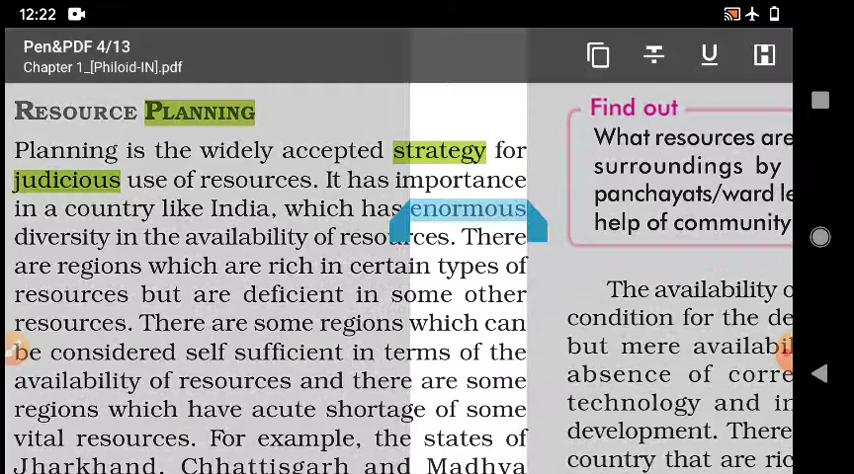 12:22
Pen&PDF 4/13
Chapter 1_[Philoid-IN].pdf
RESOURCE PLANNING
Planning is the widely accepted strategy for
judicious use of resources. It has importance
in a country like India, which has enormous
diversity in the availability of resources. There
are regions which are rich in certain types of
resources but are deficient in some other
resources. There are some regions which can
be considered self sufficient in terms of the
availability of resources and there are some
regions which have acute shortage of some
vital resources. For example, the states of
Jharkhand, Chhattisgarh and Madhya
Find out
What resources are
surroundings by
panchayats/ward
help of community
The availability
condition for the
but mere
absence of
technology and
development. There
country that are